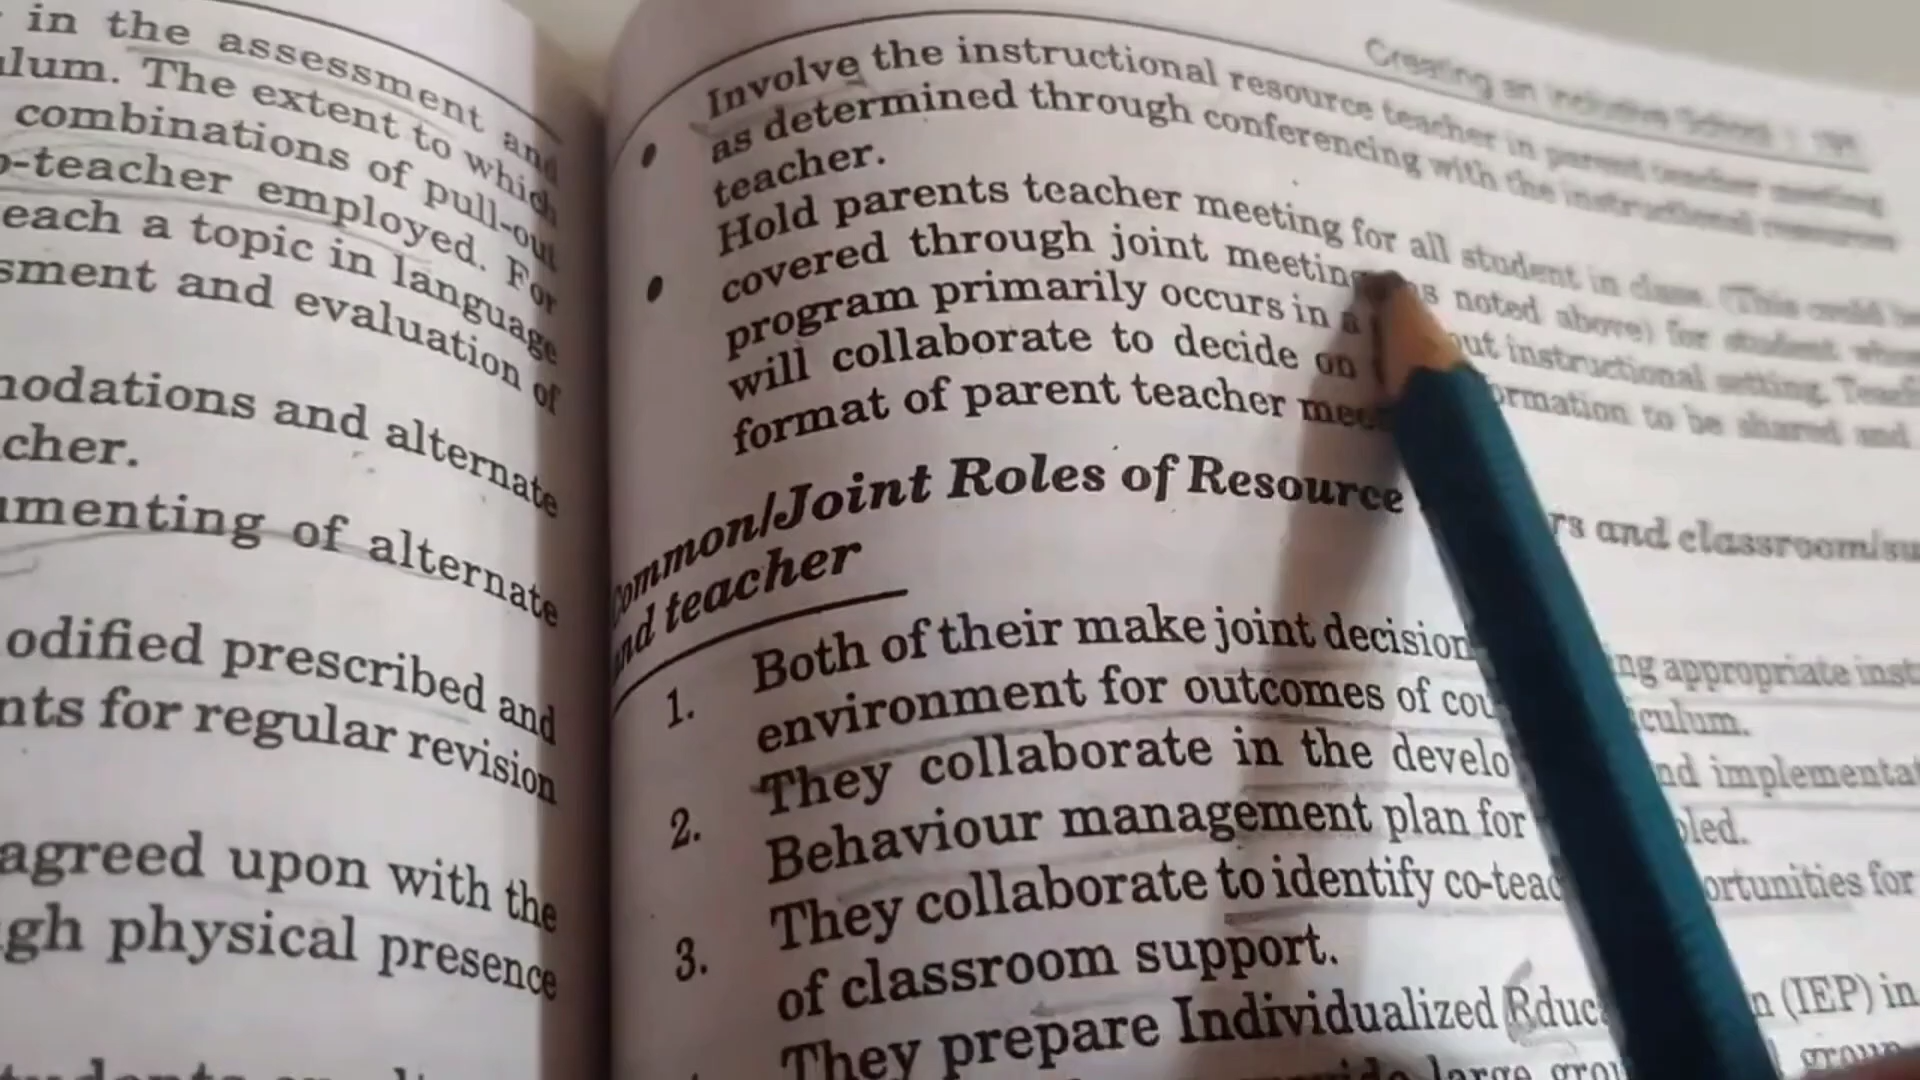 in the assessment and
lum. The extent to which
combinations of pull-out
o-teacher employed. For
each a topic in language
sment and evaluation of
nodations and alternate
cher.
umenting of alternate
odified prescribed and
nts for regular revision
agreed upon with the
gh physical presence
Creating an Inclusive School
• Involve the instructional resource teacher in parent teacher meeting
as determined through conferencing with the instructional resource
teacher.
• Hold parents teacher meeting for all student in class. (This could be
covered through joint meeting as noted above) for student whose
program primarily occurs in a out instructional setting.
will collaborate to decide on ormation to be shared and
format of parent teacher mee
Common/Joint Roles of Resource rs and classroom/su
and teacher
1. Both of their make joint decision ng appropriate inst
environment for outcomes of cou culum.
2. They collaborate in the develo nd implementat
Behaviour management plan for bled.
3. They collaborate to identify co-teac ortunities for
of classroom support.
They prepare Individualized Rduc n (IEP) in
large grou group